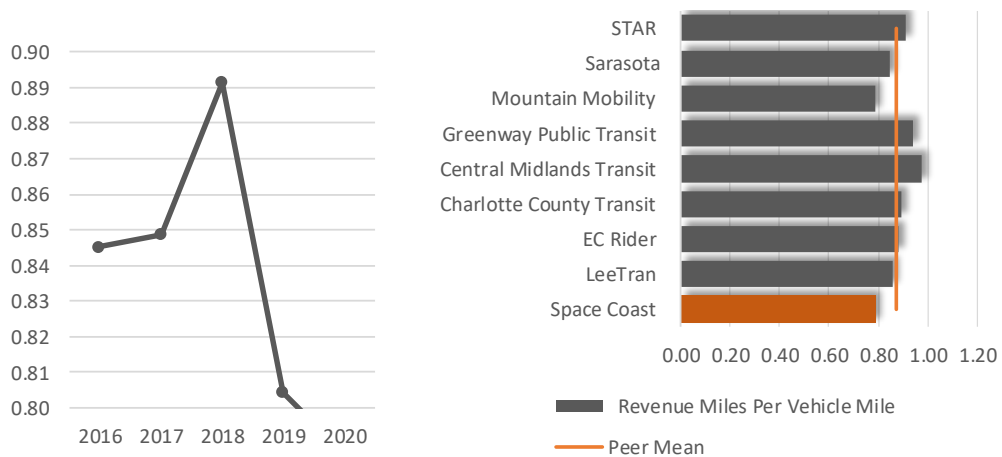 0.90
0.89
0.88
0.87
0.86
0.85
0.84
0.83
0.82
0.81
0.80
2016 2017 2018 2019 2020
STAR
Sarasota
Mountain Mobility
Greenway Public Transit
Central Midlands Transit
Charlotte County Transit
EC Rider
LeeTran
Space Coast
0.00 0.20 0.40 0.60 0.80 1.00 1.20
Revenue Miles Per Vehicle Mile
Peer Mean